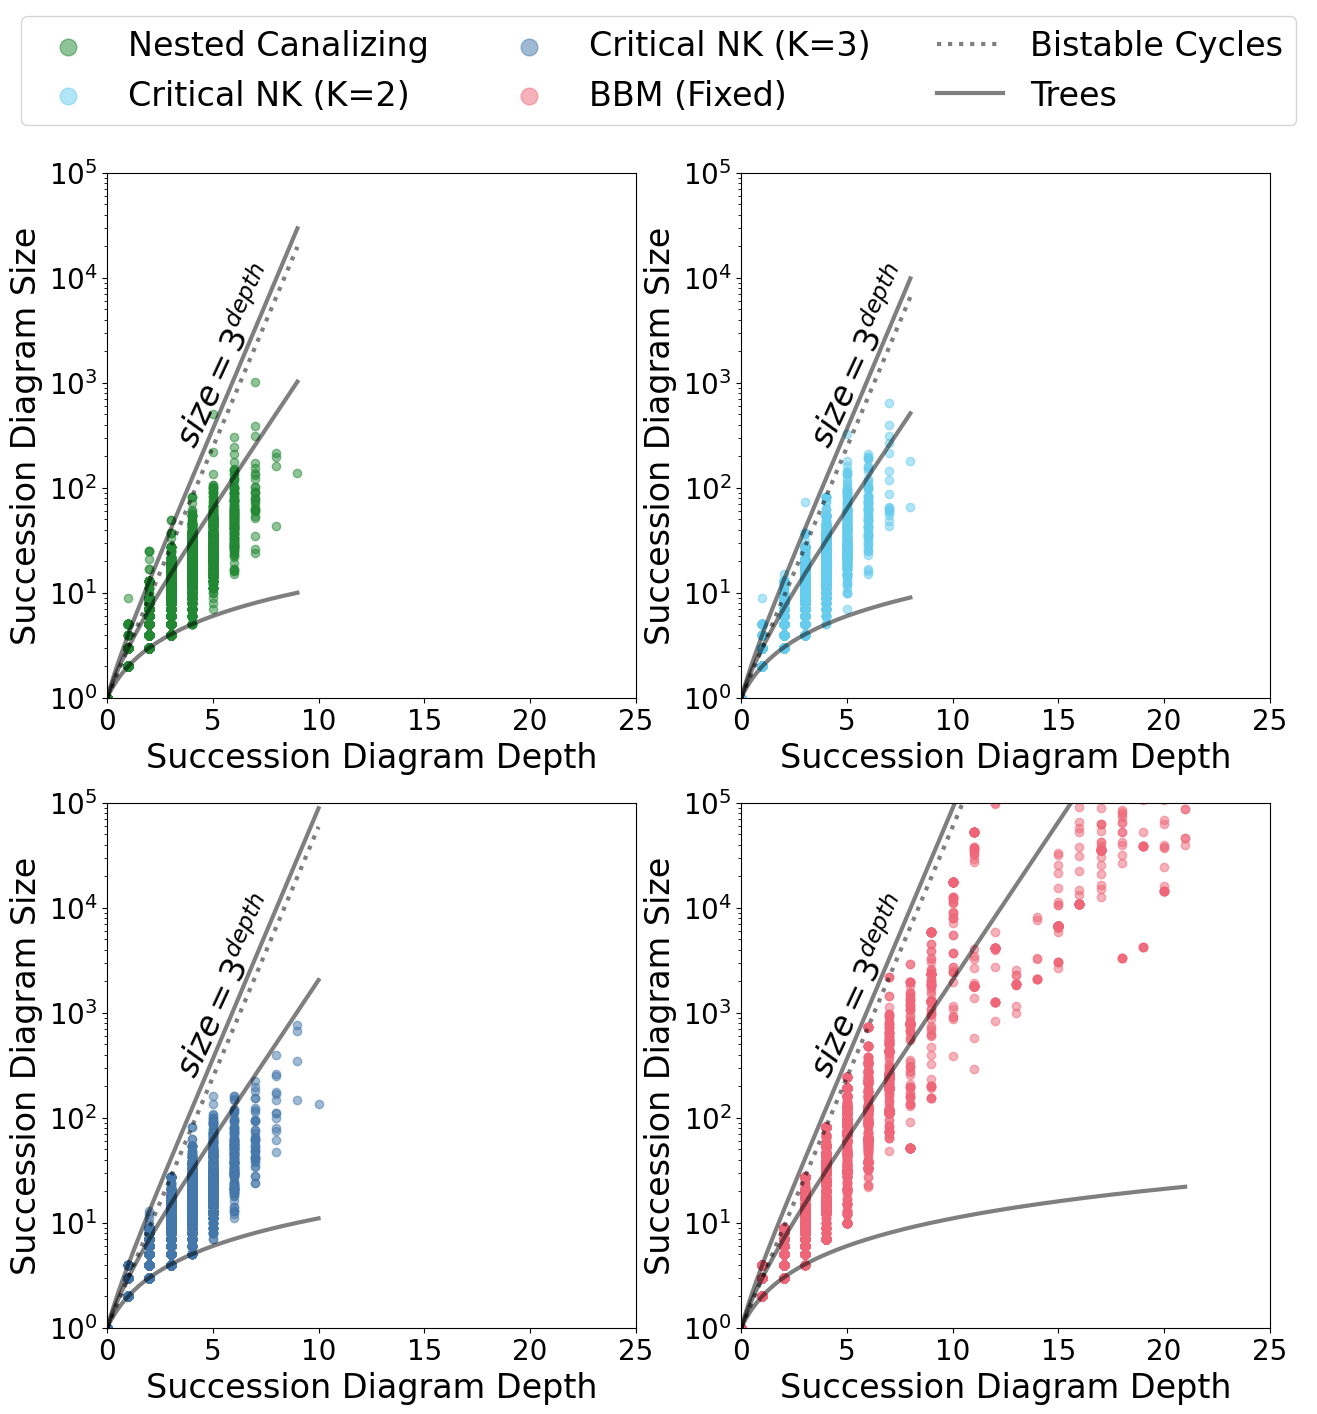 Nested Canalizing
Critical NK (K=2)
Critical NK (K=3)
BBM (Fixed)
Bistable Cycles
Trees
10^5
10^4
10^3
10^2
10^1
10^0
Succession Diagram Size
size = 3^depth
0 5 10 15 20 25
Succession Diagram Depth
10^5
10^4
10^3
10^2
10^1
10^0
Succession Diagram Size
size = 3^depth
0 5 10 15 20 25
Succession Diagram Depth
10^5
10^4
10^3
10^2
10^1
10^0
Succession Diagram Size
size = 3^depth
0 5 10 15 20 25
Succession Diagram Depth
10^5
10^4
10^3
10^2
10^1
10^0
Succession Diagram Size
size = 3^depth
0 5 10 15 20 25
Succession Diagram Depth